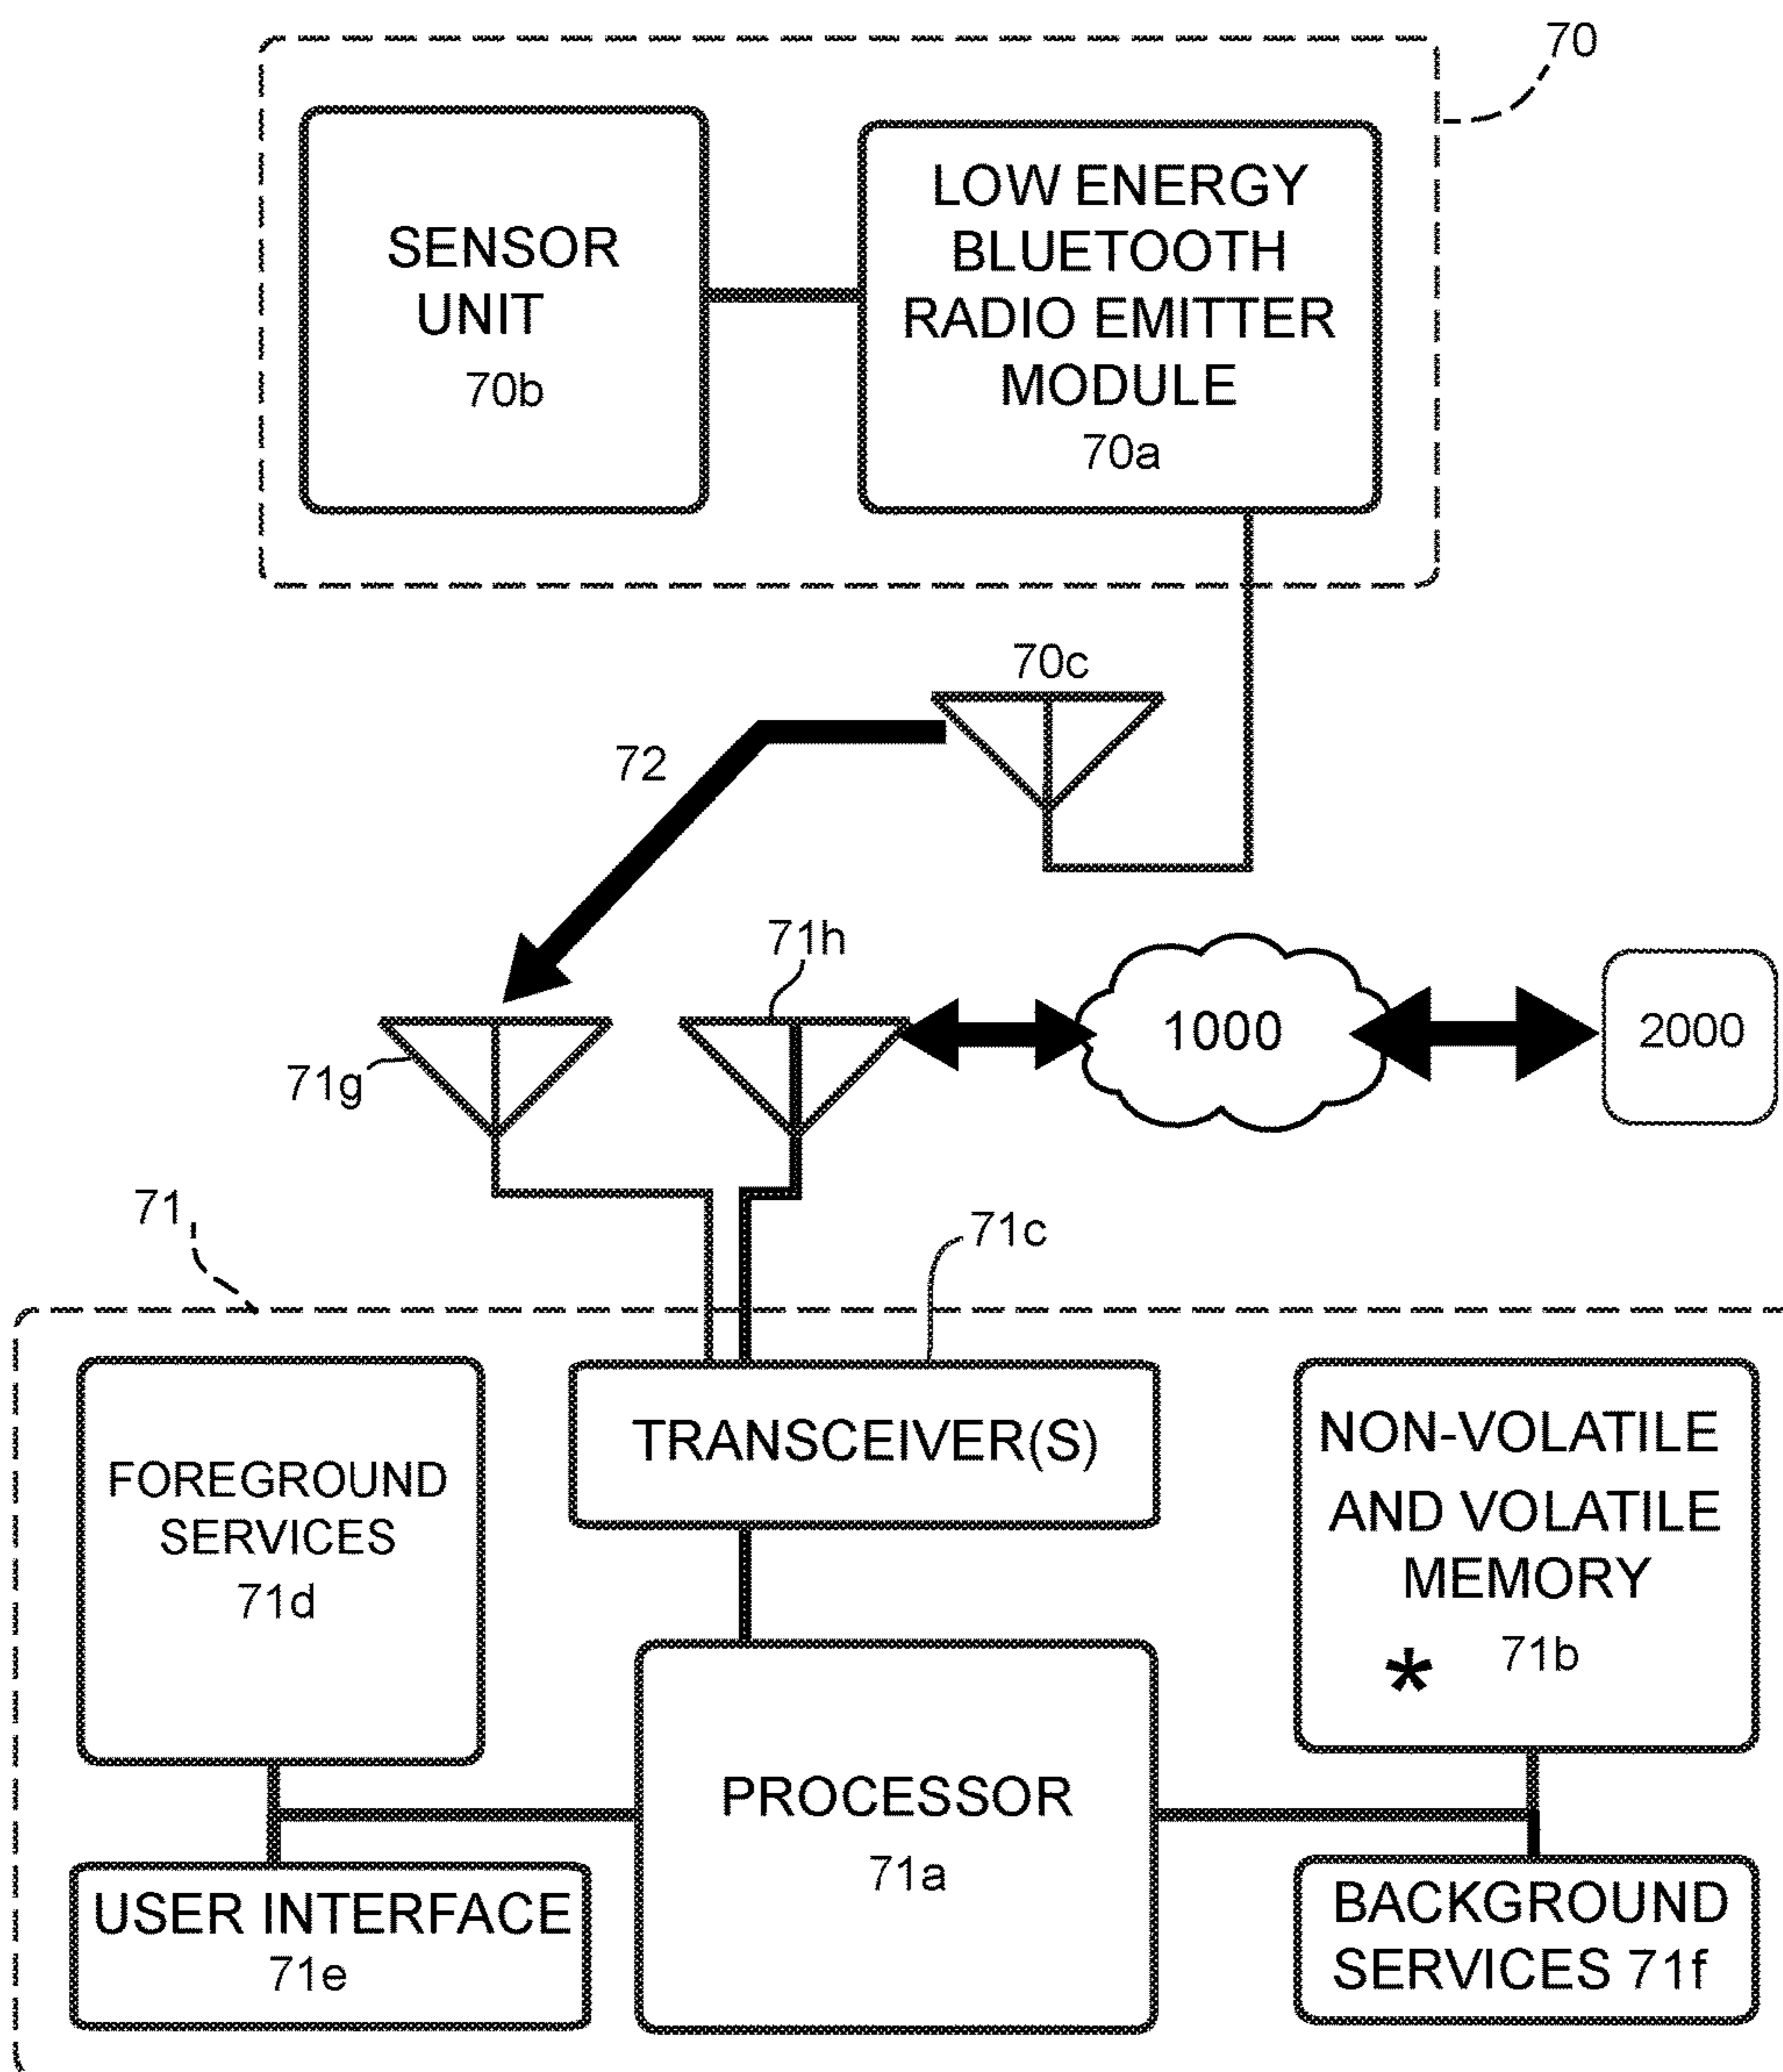 70
SENSOR
UNIT
70b
LOW ENERGY
BLUETOOTH
RADIO EMITTER
MODULE
70a
70c
72
71h
71g
1000
2000
71
71c
FOREGROUND
SERVICES
71d
TRANSCEIVER(S)
NON-VOLATILE
AND VOLATILE
MEMORY
* 71b
PROCESSOR
71a
USER INTERFACE
71e
BACKGROUND
SERVICES 71f